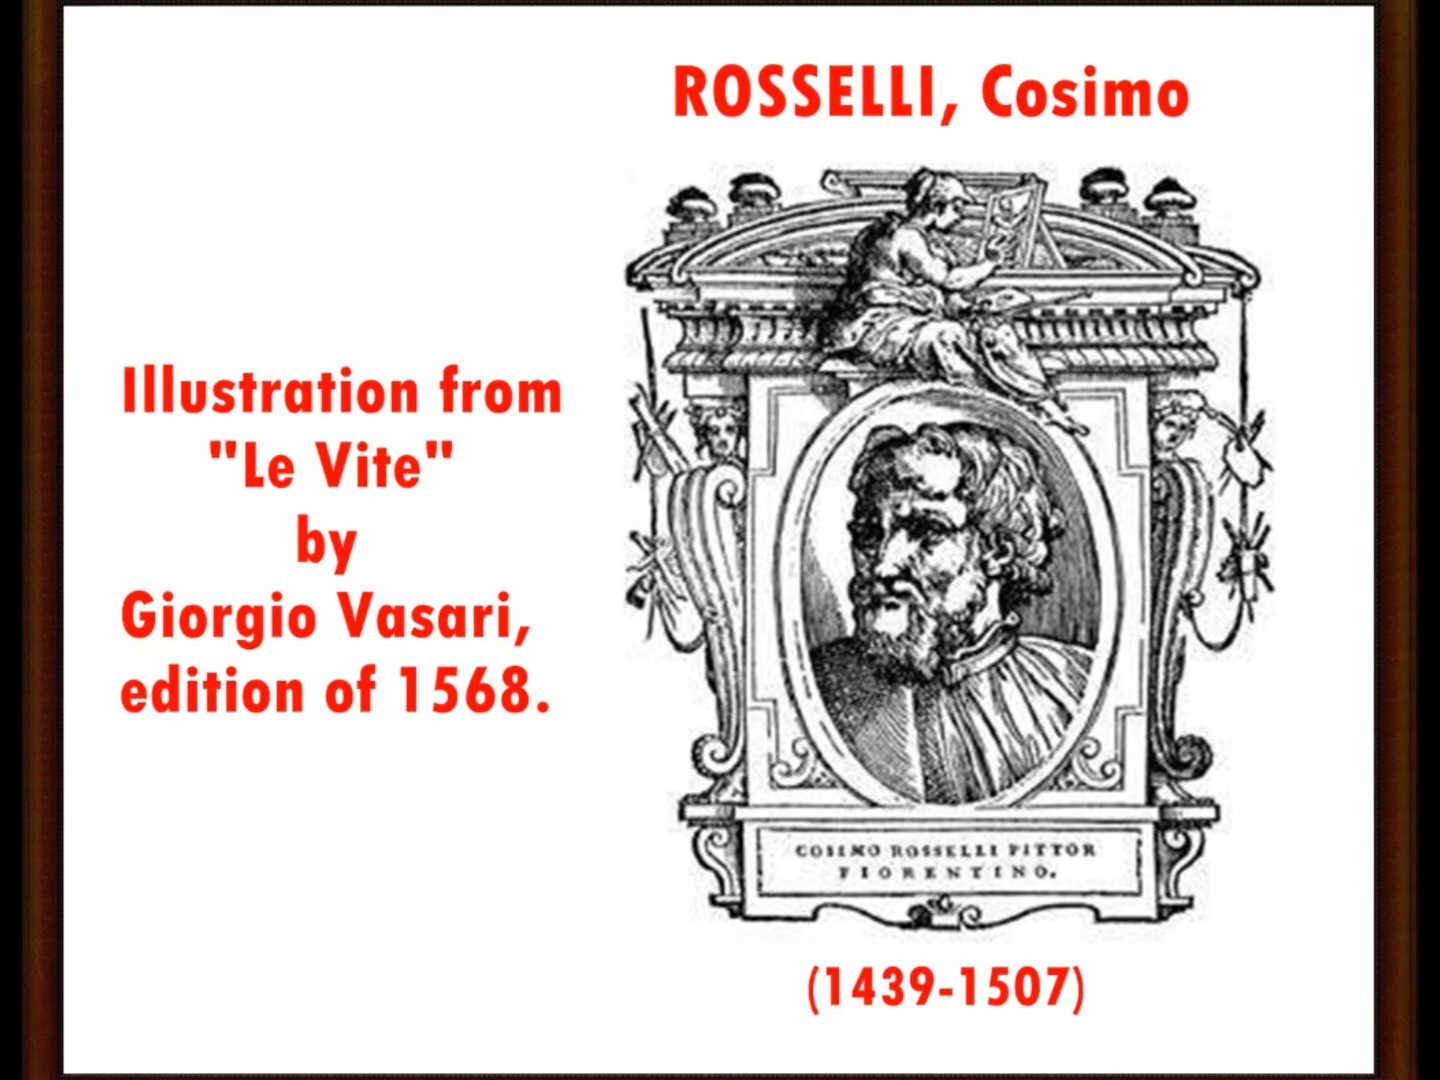 ROSSELLI, Cosimo
Illustration from
"Le Vite"
by
Giorgio Vasari,
edition of 1568.
COSIMO ROSSELLI PITTOR
FIORENTINO.
(1439-1507)